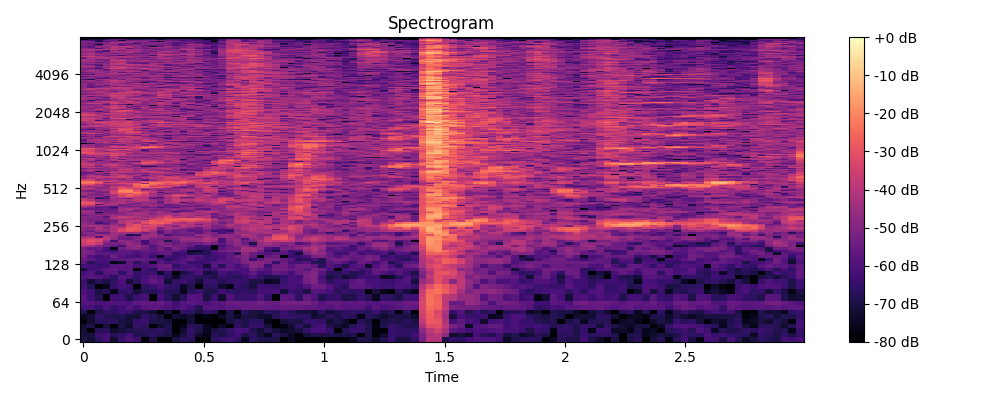 Spectrogram
Hz
4096
2048
1024
512
256
128
64
0
0
0.5
1
1.5
2
2.5
Time
+0 dB
-10 dB
-20 dB
-30 dB
-40 dB
-50 dB
-60 dB
-70 dB
-80 dB